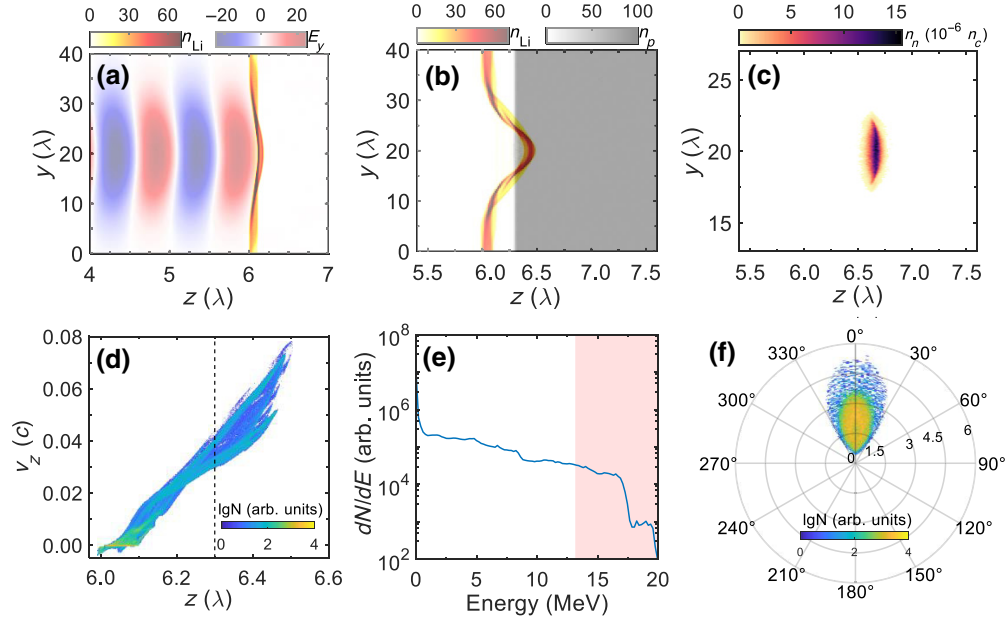 0 30 60 n_Li −20 0 20 E_y
(a)
y (λ)
40
30
20
10
0
4 5 6 7
z (λ)
0 30 60 n_Li 0 50 100 n_p
(b)
y (λ)
40
30
20
10
0
5.5 6.0 6.5 7.0 7.5
z (λ)
0 5 10 15 n_n (10^-6 n_c)
(c)
y (λ)
25
20
15
5.5 6.0 6.5 7.0 7.5
z (λ)
(d)
v_z (c)
0.08
0.06
0.04
0.02
0.00
lgN (arb. units)
0 2 4
6.0 6.2 6.4 6.6
z (λ)
(e)
dN/dE (arb. units)
10^8
10^6
10^4
10^2
0 5 10 15 20
Energy (MeV)
(f)
0°
330° 30°
300° 60°
270° 0 1.5 3 4.5 6 90°
lgN (arb. units)
0 2 4
240° 120°
210° 150°
180°